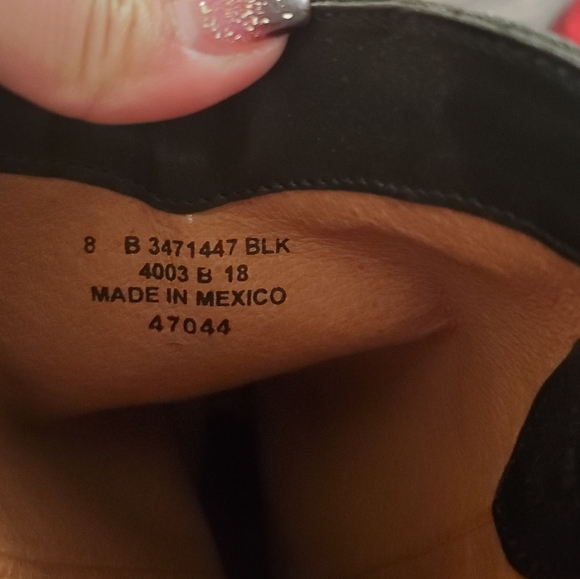 8 B 3471447 BLK
4003 B 18
MADE IN MEXICO
47044